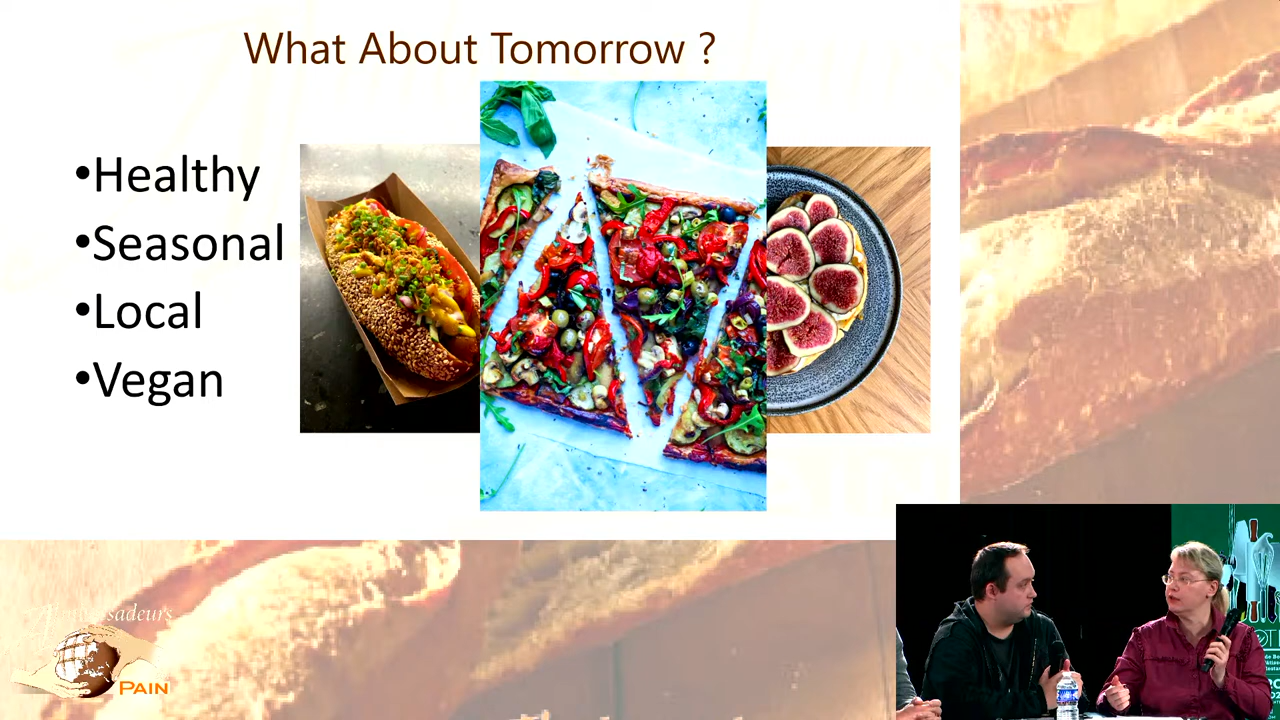 What About Tomorrow ?
•Healthy
•Seasonal
•Local
•Vegan
PAIN